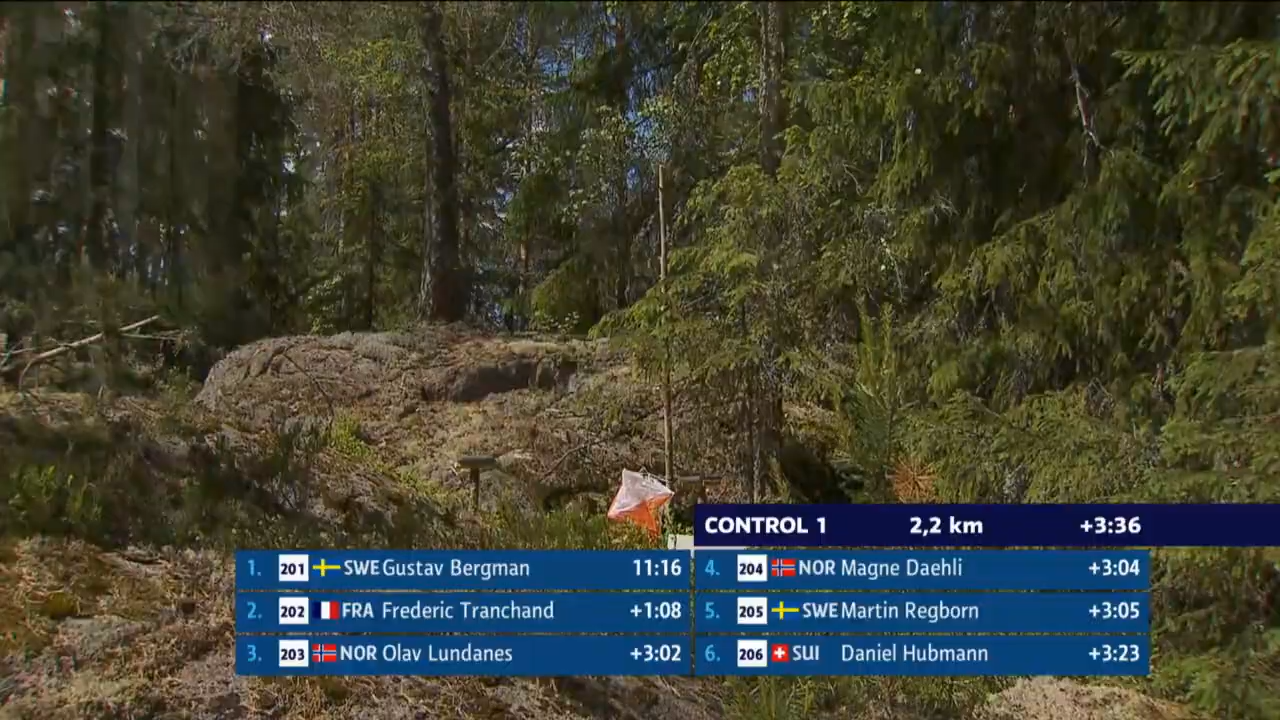 CONTROL 1 2,2 km +3:36
1. 201 SWE Gustav Bergman 11:16
2. 202 FRA Frederic Tranchand +1:08
3. 203 NOR Olav Lundanes +3:02
4. 204 NOR Magne Daehli +3:04
5. 205 SWE Martin Regborn +3:05
6. 206 SUI Daniel Hubmann +3:23